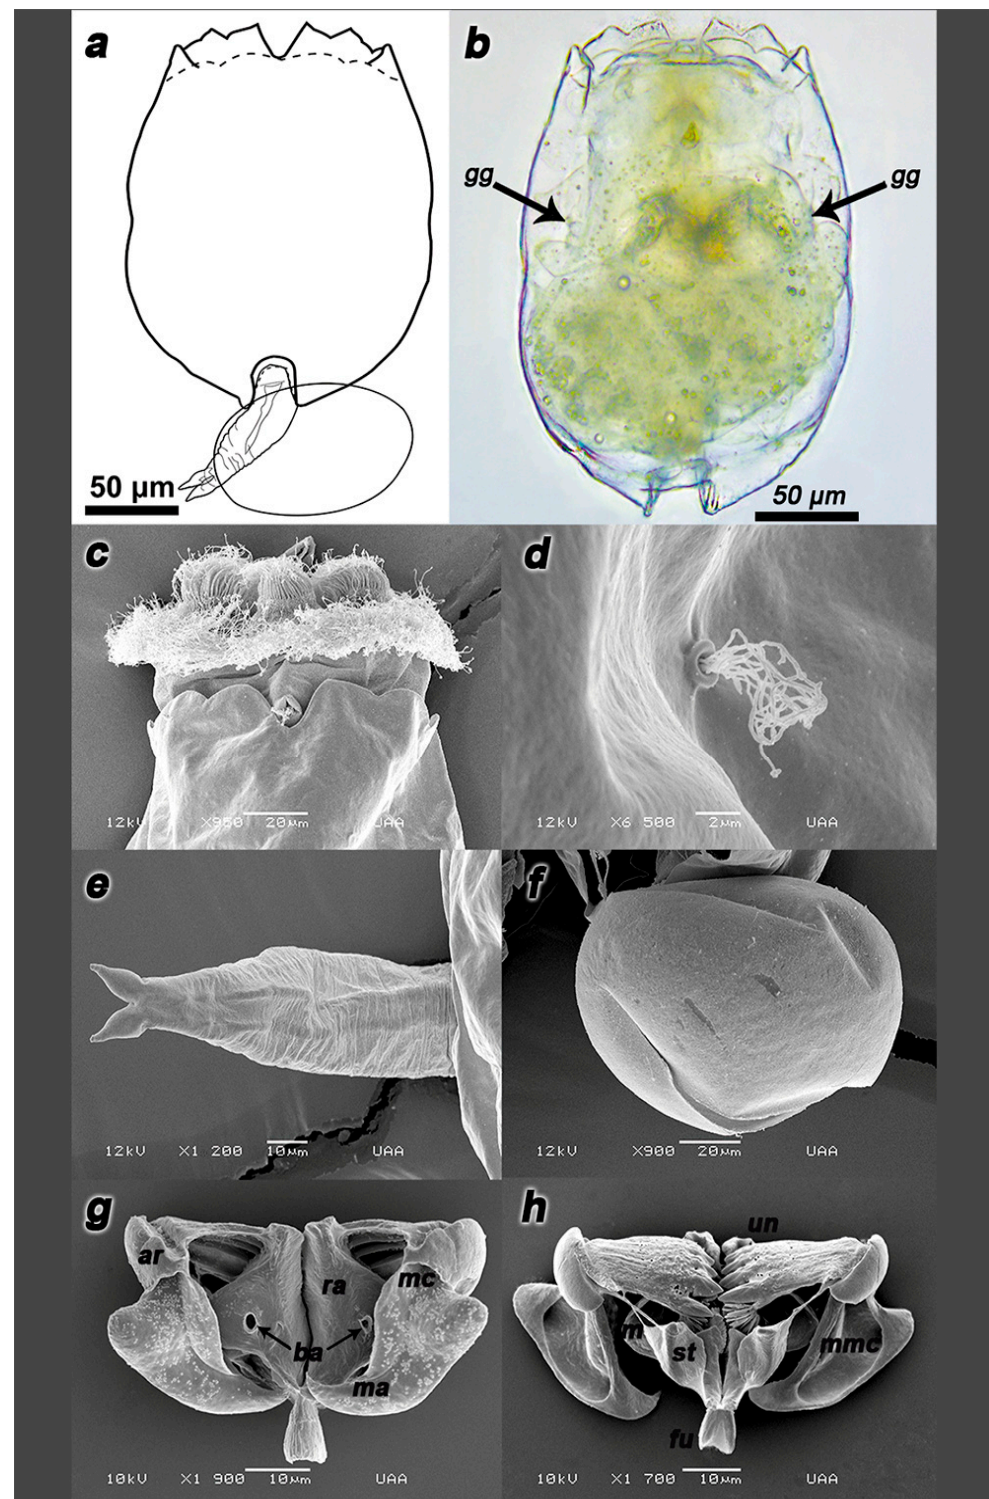 a
50 µm
b
gg
gg
50 µm
c
12kV X950 20µm UAA
d
12kV X6 500 2µm UAA
e
12kV X1 200 10µm UAA
f
12kV X900 20µm UAA
g
ar
ra
mc
ba
ma
10kV X1 900 10µm UAA
h
un
m
st
mmc
fu
10kV X1 700 10µm UAA